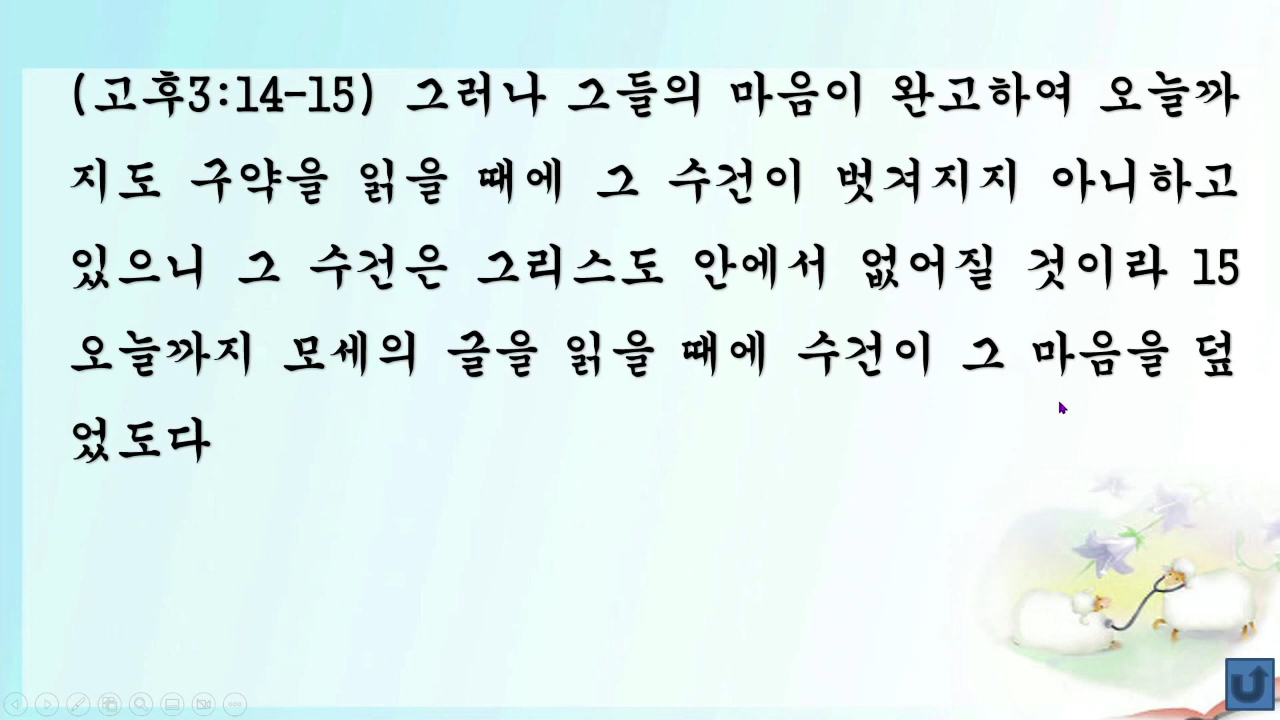 (고후3:14-15) 그러나 그들의 마음이 완고하여 오늘까
지도 구약을 읽을 때에 그 수건이 벗겨지지 아니하고
있으니 그 수건은 그리스도 안에서 없어질 것이라 15
오늘까지 모세의 글을 읽을 때에 수건이 그 마음을 덮
었도다